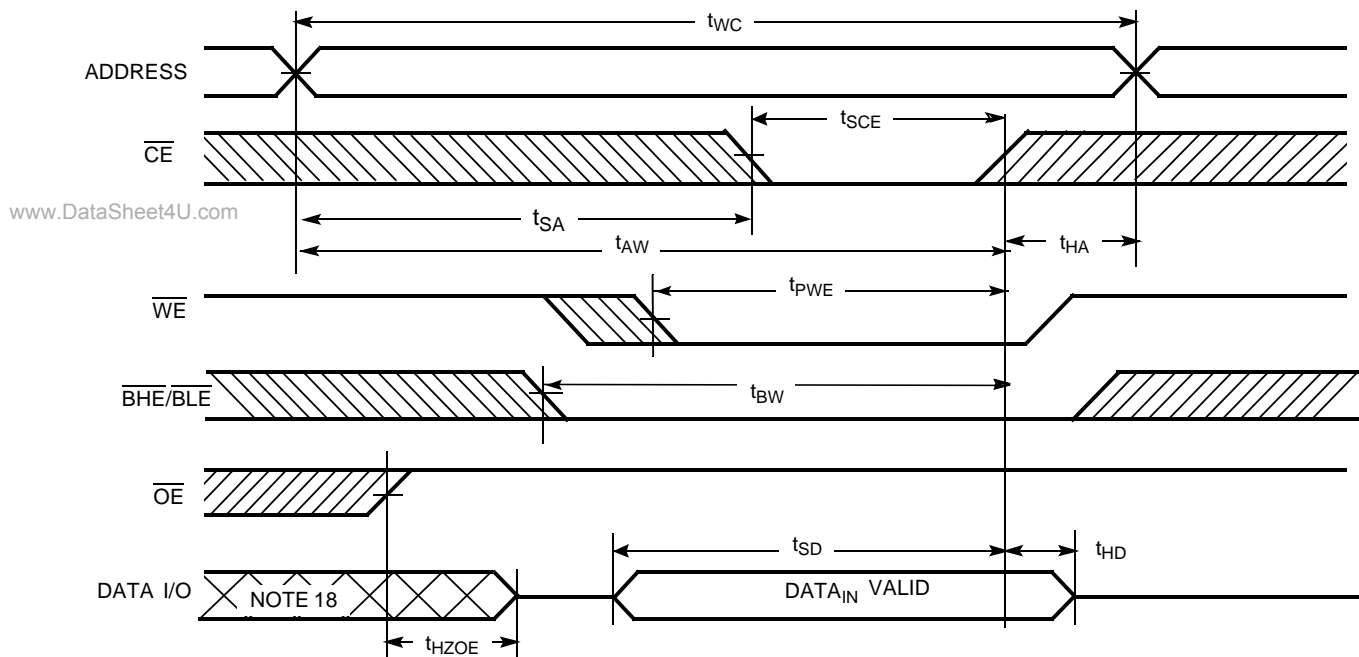 tWC
ADDRESS
tSCE
CE
www.DataSheet4U.com
tSA
tAW
tHA
tPWE
WE
tBW
BHE/BLE
OE
tSD
tHD
DATA I/O
NOTE 18
DATAIN VALID
tHZOE